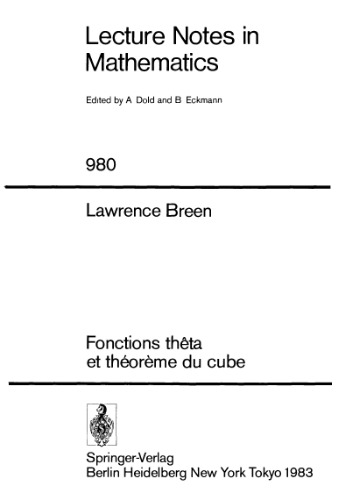 Lecture Notes in
Mathematics
Edited by A Dold and B Eckmann
980
Lawrence Breen
Fonctions thêta
et théorème du cube
Springer-Verlag
Berlin Heidelberg New York Tokyo 1983